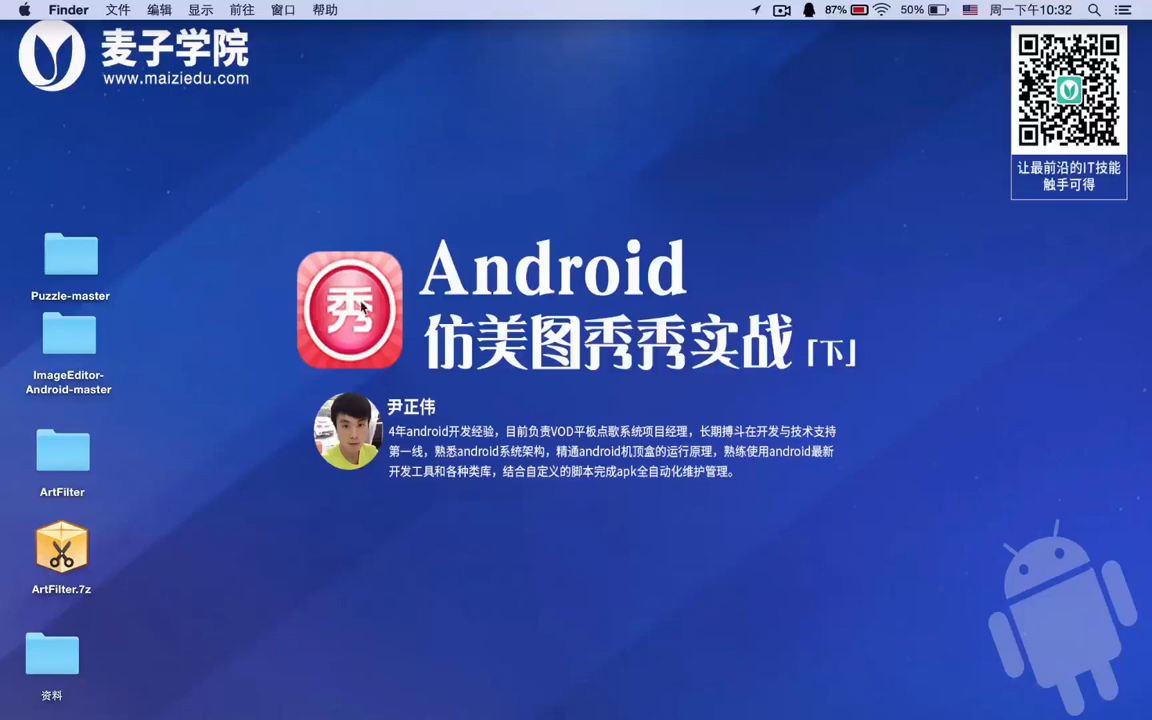 Finder 文件 编辑 显示 前往 窗口 帮助 87% 50% 周一下午10:32
麦子学院
www.maiziedu.com
让最前沿的IT技能
触手可得
Puzzle-master
ImageEditor-
Android-master
ArtFilter
ArtFilter.7z
资料
秀
Android
仿美图秀秀实战「下」
尹正伟
4年android开发经验，目前负责VOD平板点歌系统项目经理，长期搏斗在开发与技术支持
第一线，熟悉android系统架构，精通android机顶盒的运行原理，熟练使用android最新
开发工具和各种类库，结合自定义的脚本完成apk全自动化维护管理。